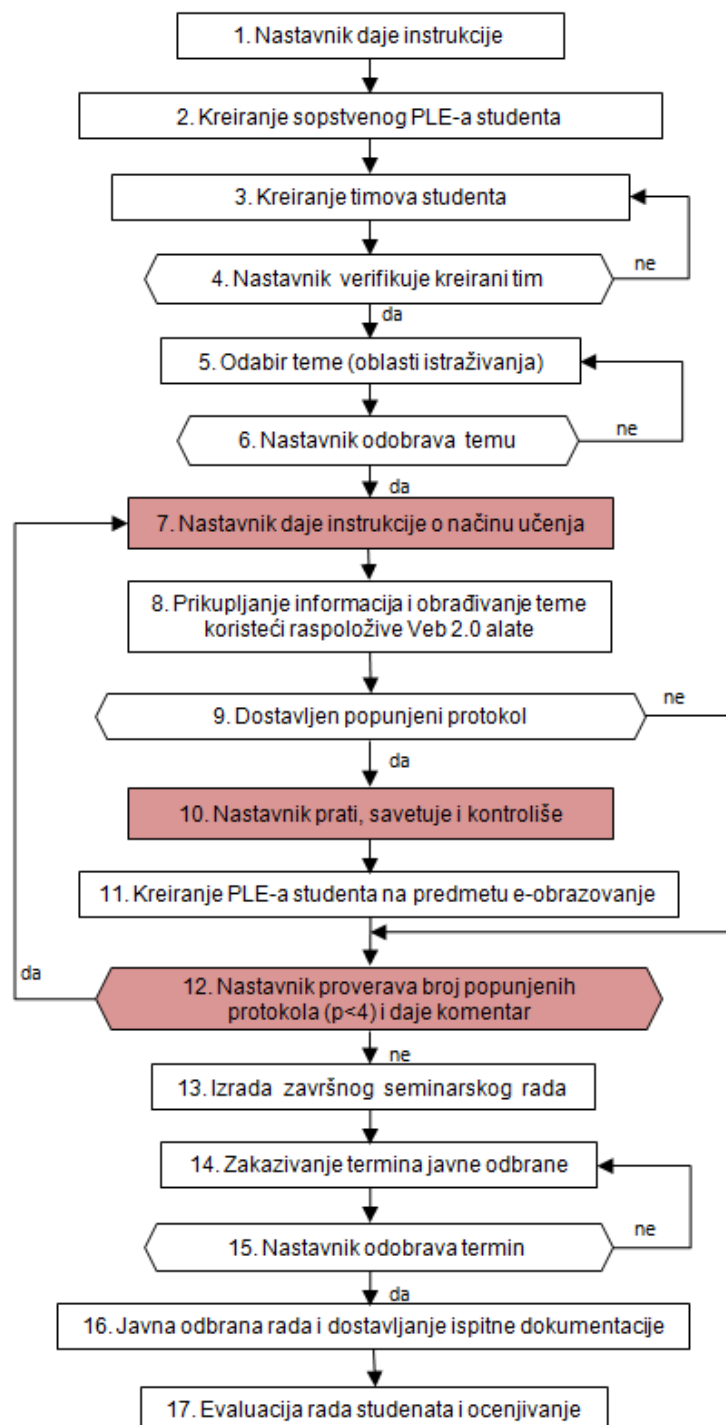 1. Nastavnik daje instrukcije
2. Kreiranje sopstvenog PLE-a studenta
3. Kreiranje timova studenta
ne
4. Nastavnik verifikuje kreirani tim
da
5. Odabir teme (oblasti istraživanja)
ne
6. Nastavnik odobrava temu
da
7. Nastavnik daje instrukcije o načinu učenja
8. Prikupljanje informacija i obrađivanje teme
koristeći raspoložive Veb 2.0 alate
ne
9. Dostavljen popunjeni protokol
da
10. Nastavnik prati, savetuje i kontroliše
11. Kreiranje PLE-a studenta na predmetu e-obrazovanje
da
12. Nastavnik proverava broj popunjenih
protokola (p<4) i daje komentar
ne
13. Izrada završnog seminarskog rada
14. Zakazivanje termina javne odbrane
ne
15. Nastavnik odobrava termin
da
16. Javna odbrana rada i dostavljanje ispitne dokumentacije
17. Evaluacija rada studenata i ocenjivanje